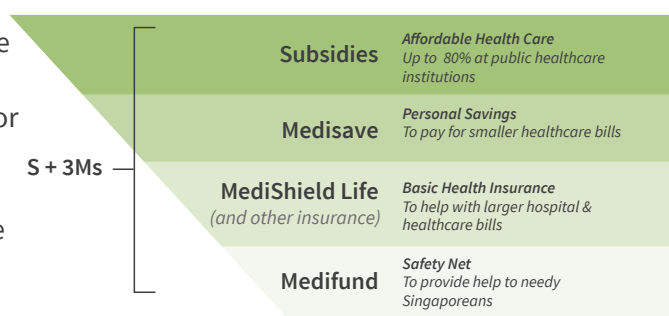 e
or
e
S + 3Ms
Subsidies
Affordable Health Care
Up to 80% at public healthcare
institutions
Medisave
Personal Savings
To pay for smaller healthcare bills
MediShield Life
(and other insurance)
Basic Health Insurance
To help with larger hospital &
healthcare bills
Medifund
Safety Net
To provide help to needy
Singaporeans